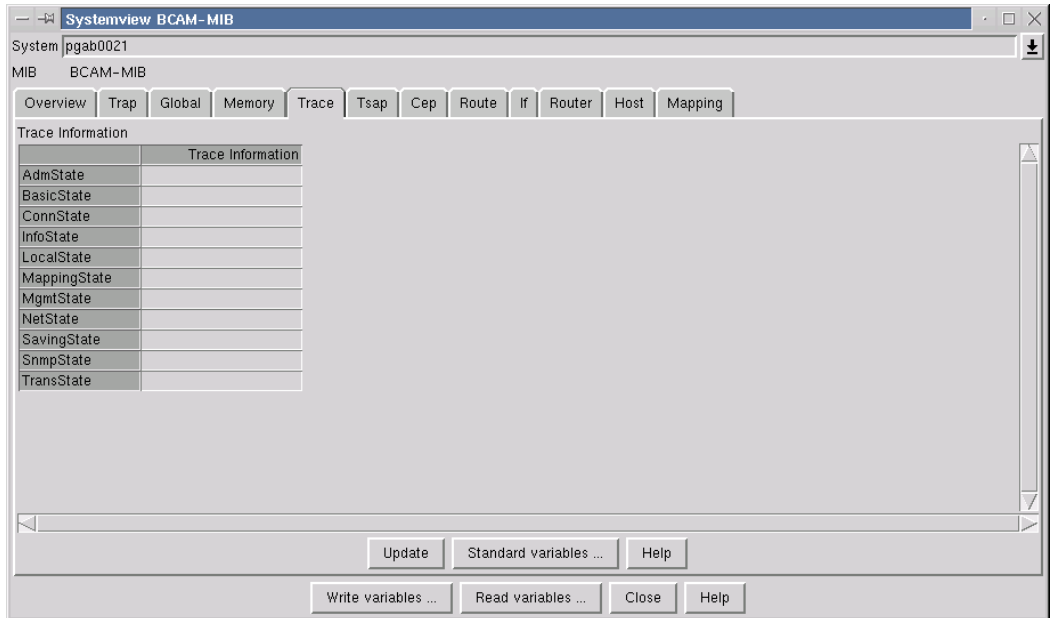 Systemview BCAM-MIB
System pgab0021
MIB BCAM-MIB
Overview Trap Global Memory Trace Tsap Cep Route If Router Host Mapping
Trace Information
Trace Information
AdmState
BasicState
ConnState
InfoState
LocalState
MappingState
MgmtState
NetState
SavingState
SnmpState
TransState
Update Standard variables ... Help
Write variables ... Read variables ... Close Help